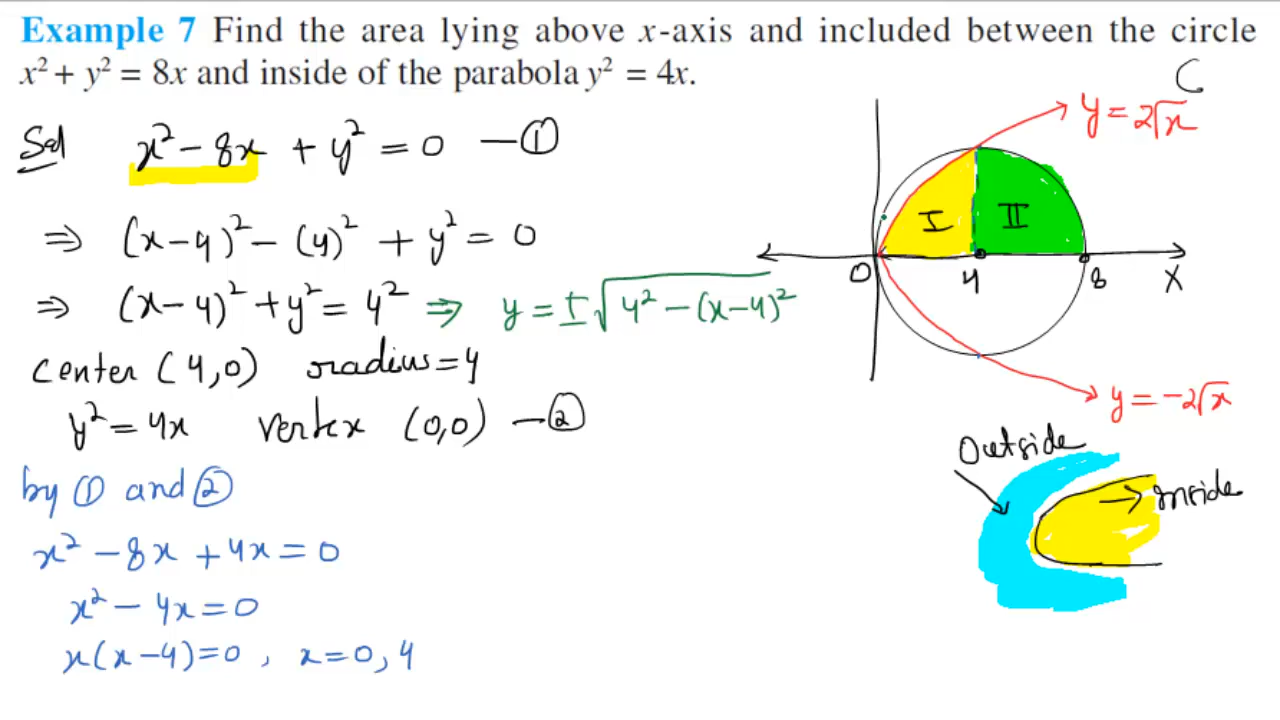 Example 7 Find the area lying above x-axis and included between the circle
x² + y² = 8x and inside of the parabola y² = 4x.
Sol x² - 8x + y² = 0 —①
⇒ (x-4)² - (4)² + y² = 0
⇒ (x-4)² + y² = 4² ⇒ y = ±√4² - (x-4)²
center (4,0) radius = 4
y² = 4x vertex (0,0) —②
by ① and ②
x² - 8x + 4x = 0
x² - 4x = 0
x(x-4) = 0 , x = 0, 4
C
y = 2√x
I II
0 4 8 X
y = -2√x
Outside
Inside